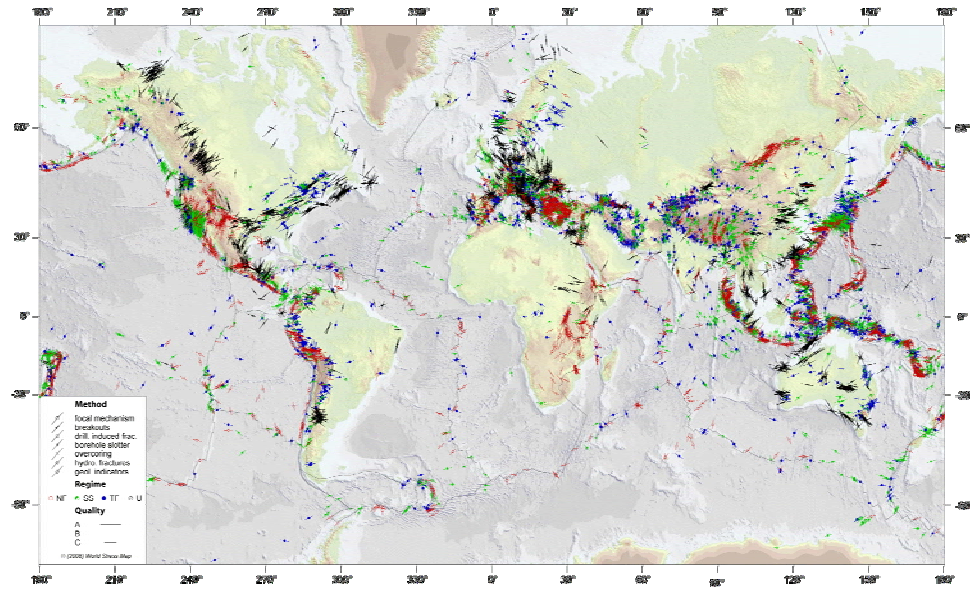 180° 210° 240° 270° 300° 330° 0° 30° 60° 90° 120° 150° 180°
60° 60°
30° 30°
0° 0°
Method
focal mechanism
breakouts
drill. induced frac.
borehole slotter
overcoring
hydro. fractures
geol. indicators
Regime
NF SS TF U
Quality
A
B
C
© (2008) World Stress Map